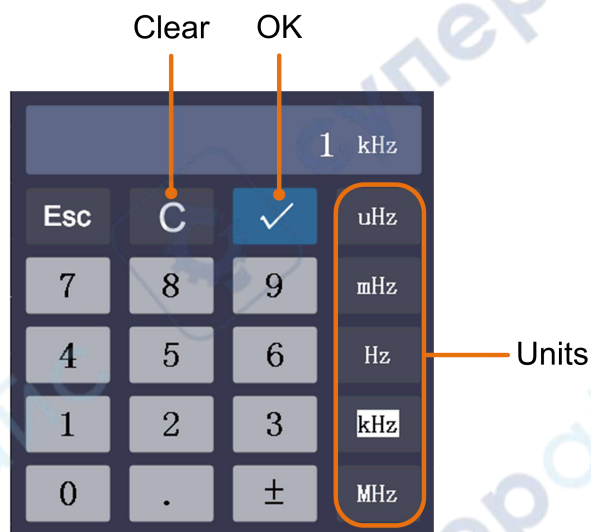 Clear OK
1 kHz
Esc C ✓ uHz
7 8 9 mHz
4 5 6 Hz
Units
1 2 3 kHz
0 . ± MHz